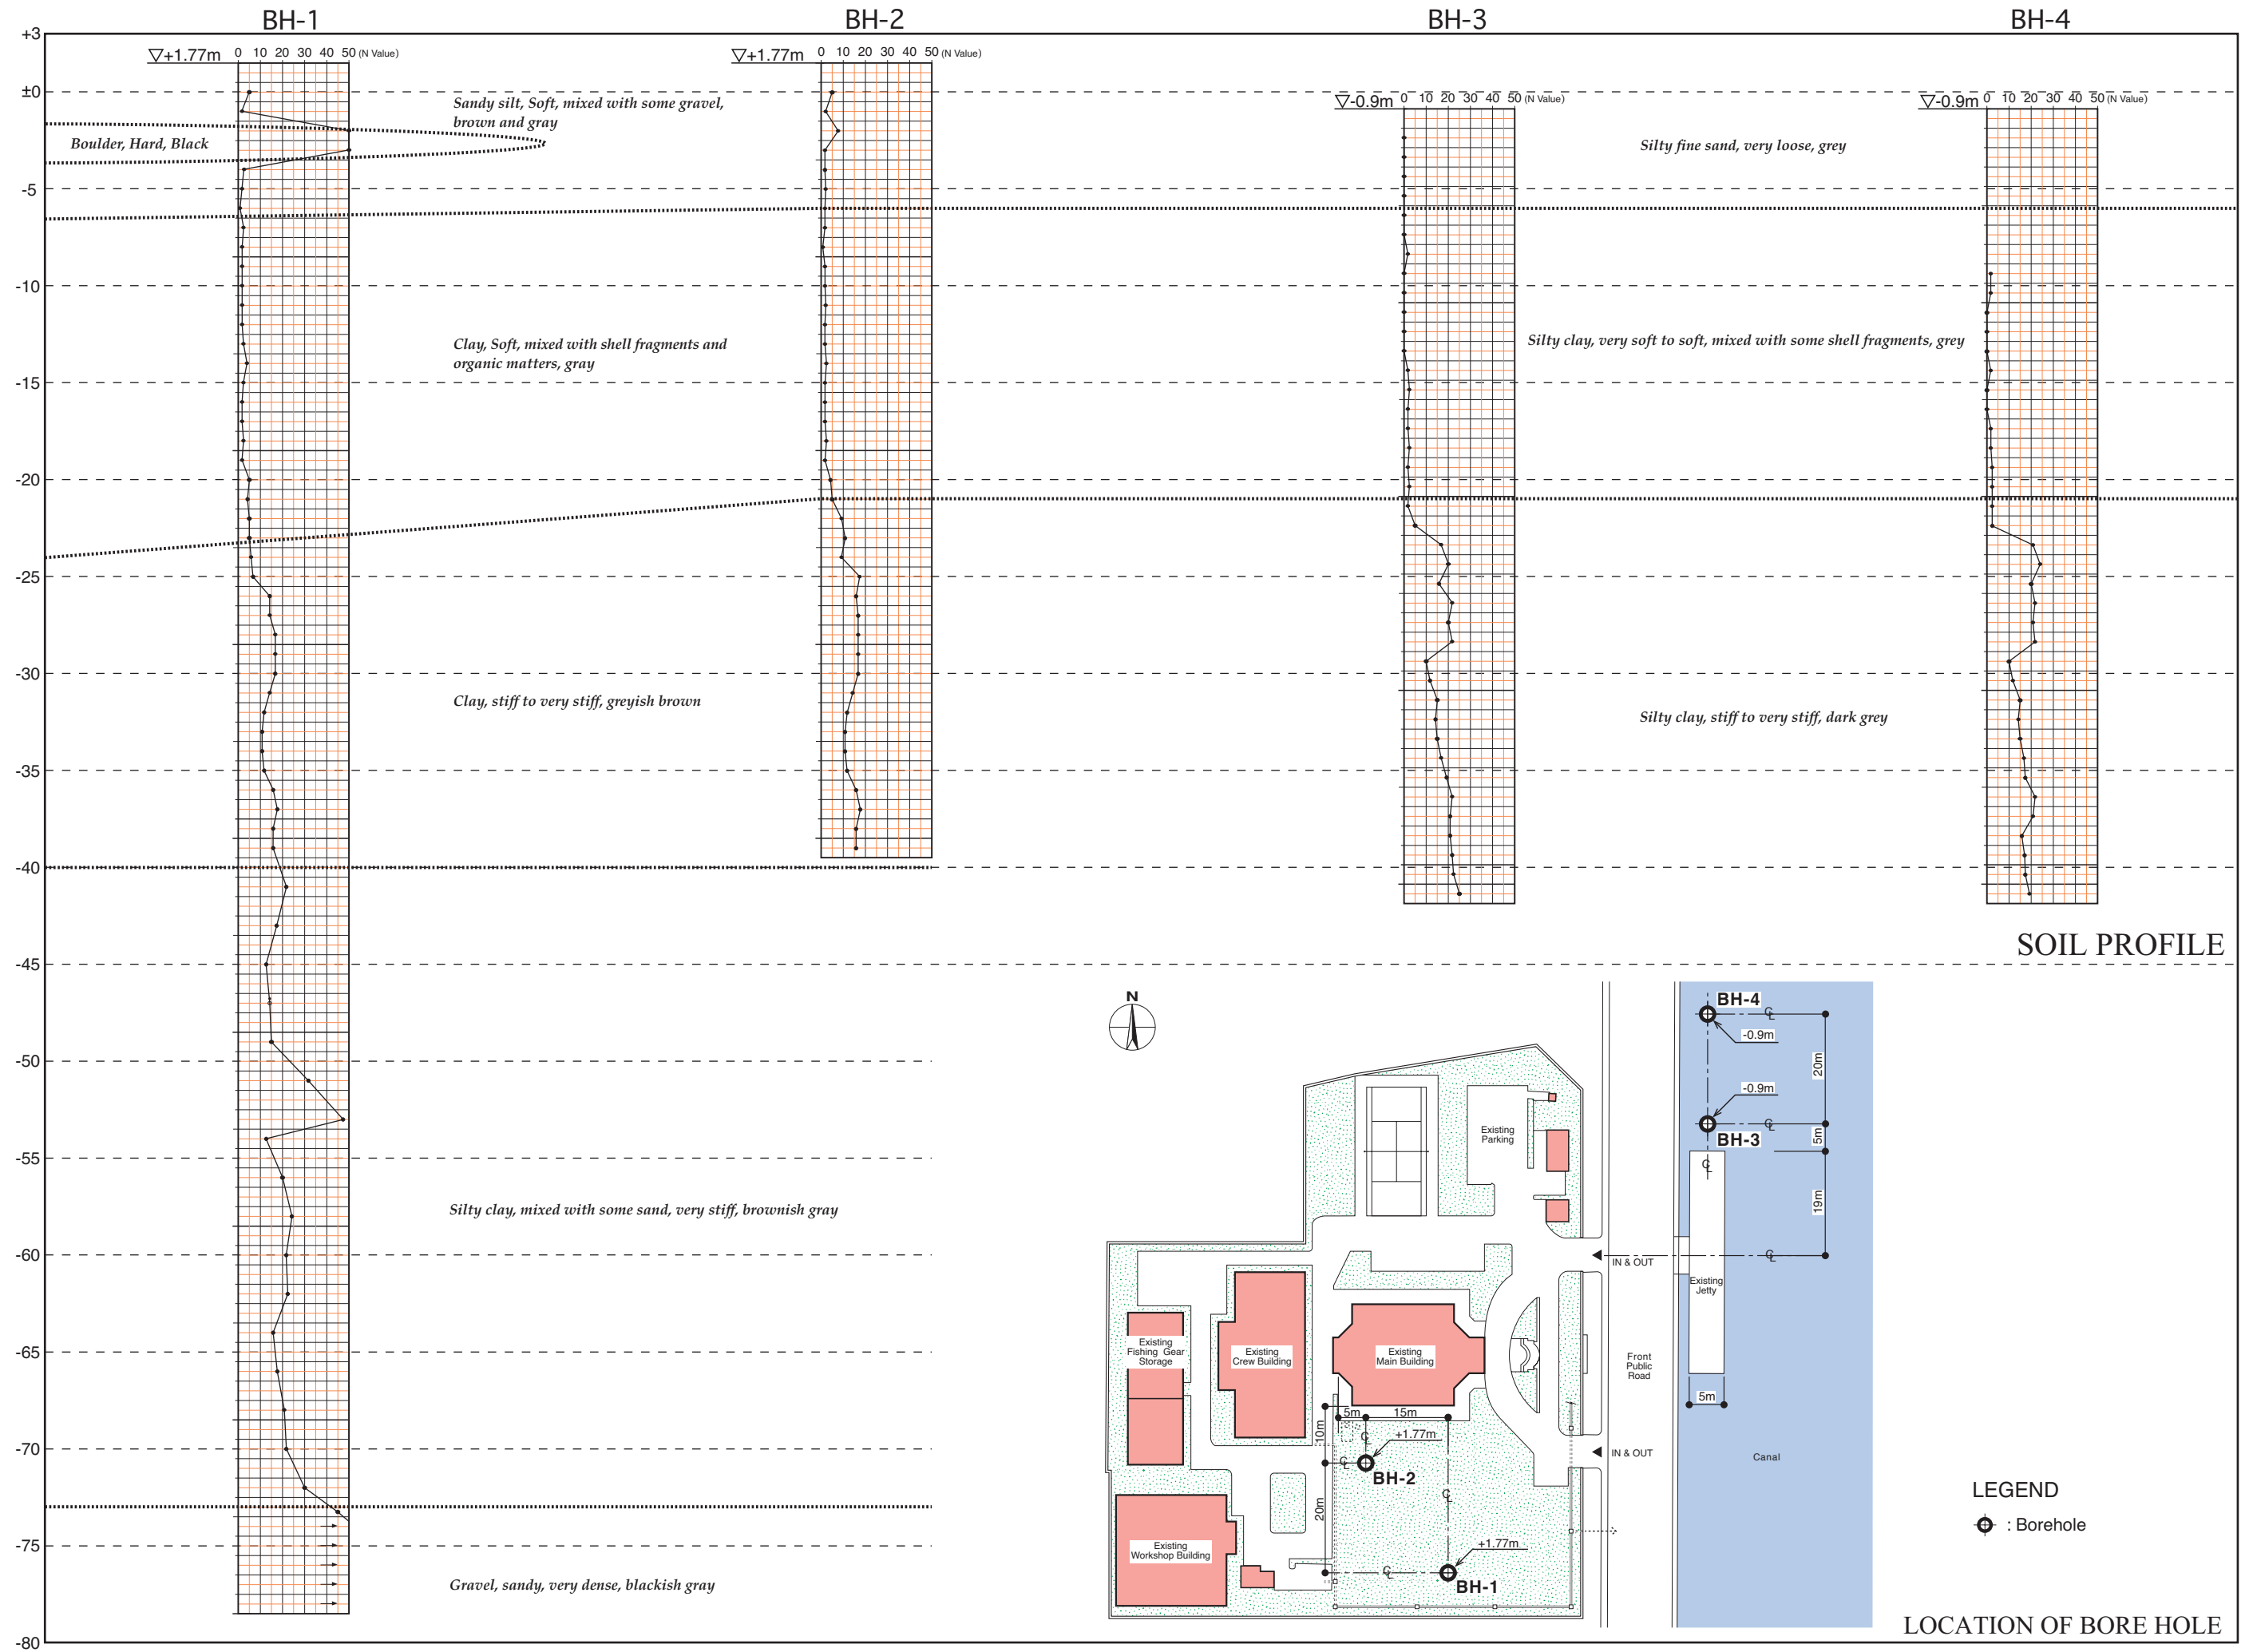 BH-1
BH-2
BH-3
BH-4
+3
▽+1.77m
0 10 20 30 40 50 (N Value)
▽+1.77m
0 10 20 30 40 50 (N Value)
▽-0.9m
0 10 20 30 40 50 (N Value)
▽-0.9m
0 10 20 30 40 50 (N Value)
±0
-5
-10
-15
-20
-25
-30
-35
-40
-45
-50
-55
-60
-65
-70
-75
-80
Sandy silt, Soft, mixed with some gravel,
brown and gray
Boulder, Hard, Black
Silty fine sand, very loose, grey
Clay, Soft, mixed with shell fragments and
organic matters, gray
Silty clay, very soft to soft, mixed with some shell fragments, grey
Clay, stiff to very stiff, greyish brown
Silty clay, stiff to very stiff, dark grey
Silty clay, mixed with some sand, very stiff, brownish gray
Gravel, sandy, very dense, blackish gray
SOIL PROFILE
N
BH-4
CL
-0.9m
20m
-0.9m
CL
BH-3
5m
CL
19m
CL
Existing
Parking
IN & OUT
Existing
Jetty
Existing
Fishing Gear
Storage
Existing
Crew Building
Existing
Main Building
Front
Public
Road
5m
5m
15m
10m
CL
+1.77m
CL
BH-2
IN & OUT
Canal
CL
20m
Existing
Workshop Building
+1.77m
CL
BH-1
LEGEND
: Borehole
LOCATION OF BORE HOLE